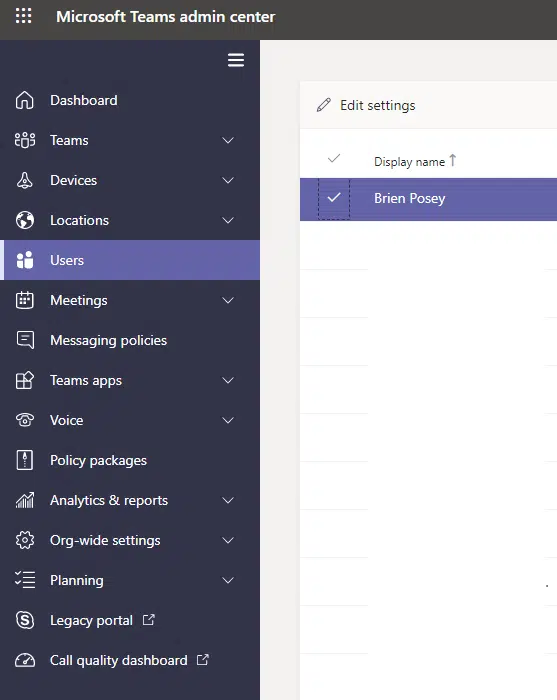 Microsoft Teams admin center
Dashboard
Teams
Devices
Locations
Users
Meetings
Messaging policies
Teams apps
Voice
Policy packages
Analytics & reports
Org-wide settings
Planning
Legacy portal
Call quality dashboard
Edit settings
Display name
Brien Posey